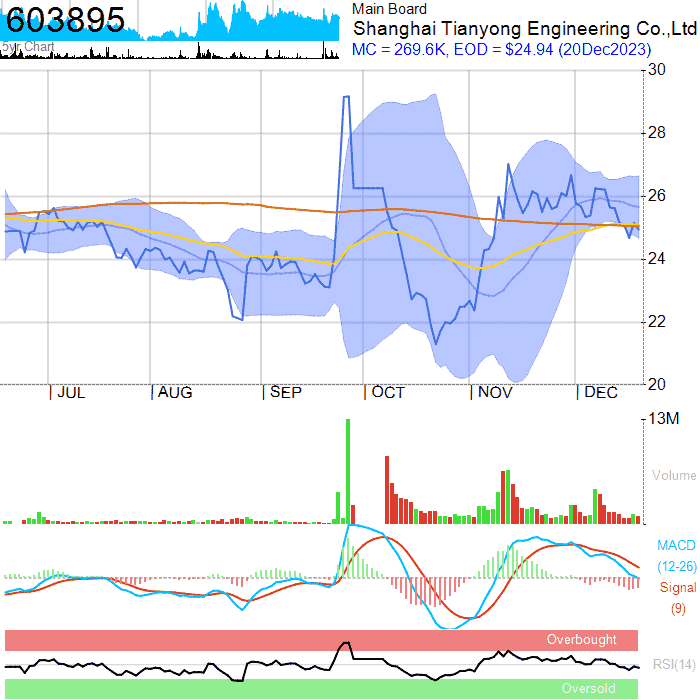 603895
5yr Chart
Main Board
Shanghai Tianyong Engineering Co.,Ltd
MC = 269.6K, EOD = $24.94 (20Dec2023)
30
28
26
24
22
20
JUL AUG SEP OCT NOV DEC
13M
Volume
MACD
(12-26)
Signal
(9)
Overbought
RSI(14)
Oversold